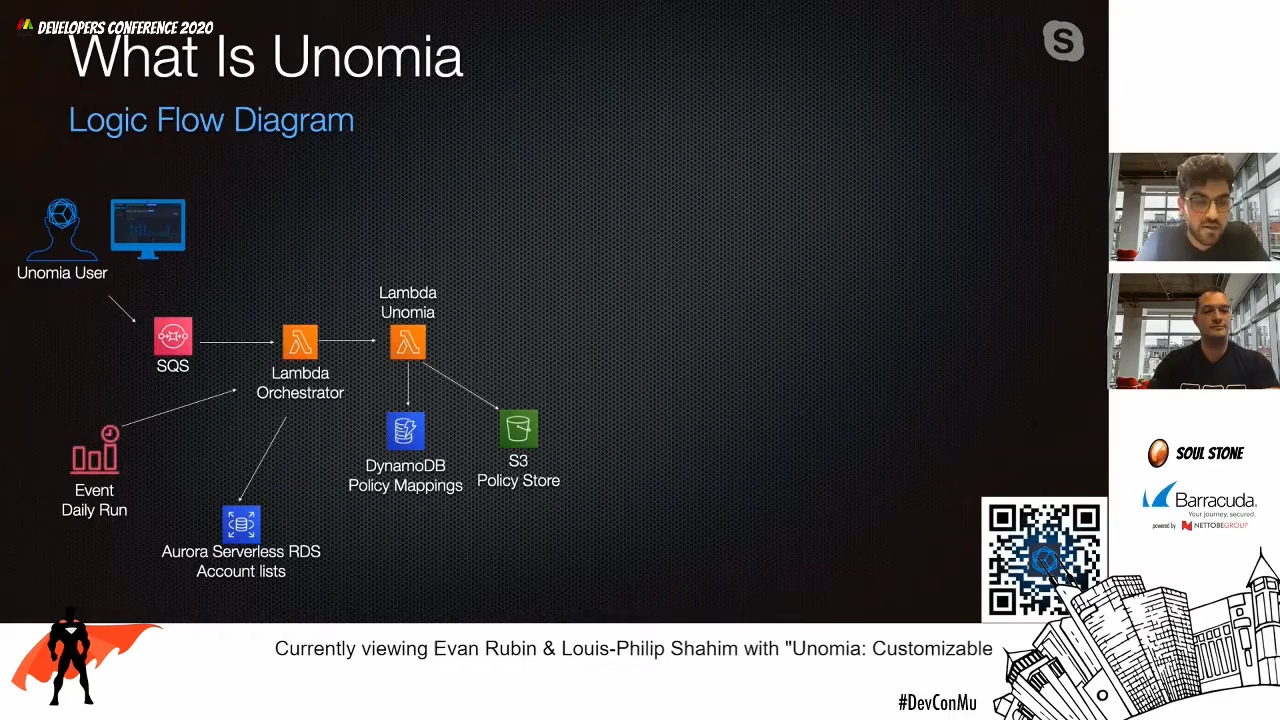 DEVELOPERS CONFERENCE 2020
What Is Unomia
S
Logic Flow Diagram
Unomia User
SQS
Lambda
Orchestrator
Lambda
Unomia
Event
Daily Run
DynamoDB
Policy Mappings
S3
Policy Store
Aurora Serverless RDS
Account lists
SOUL STONE
Barracuda.
Your journey, secured.
powered by NETTOBEGROUP
Currently viewing Evan Rubin & Louis-Philip Shahim with "Unomia: Customizable
#DevConMu